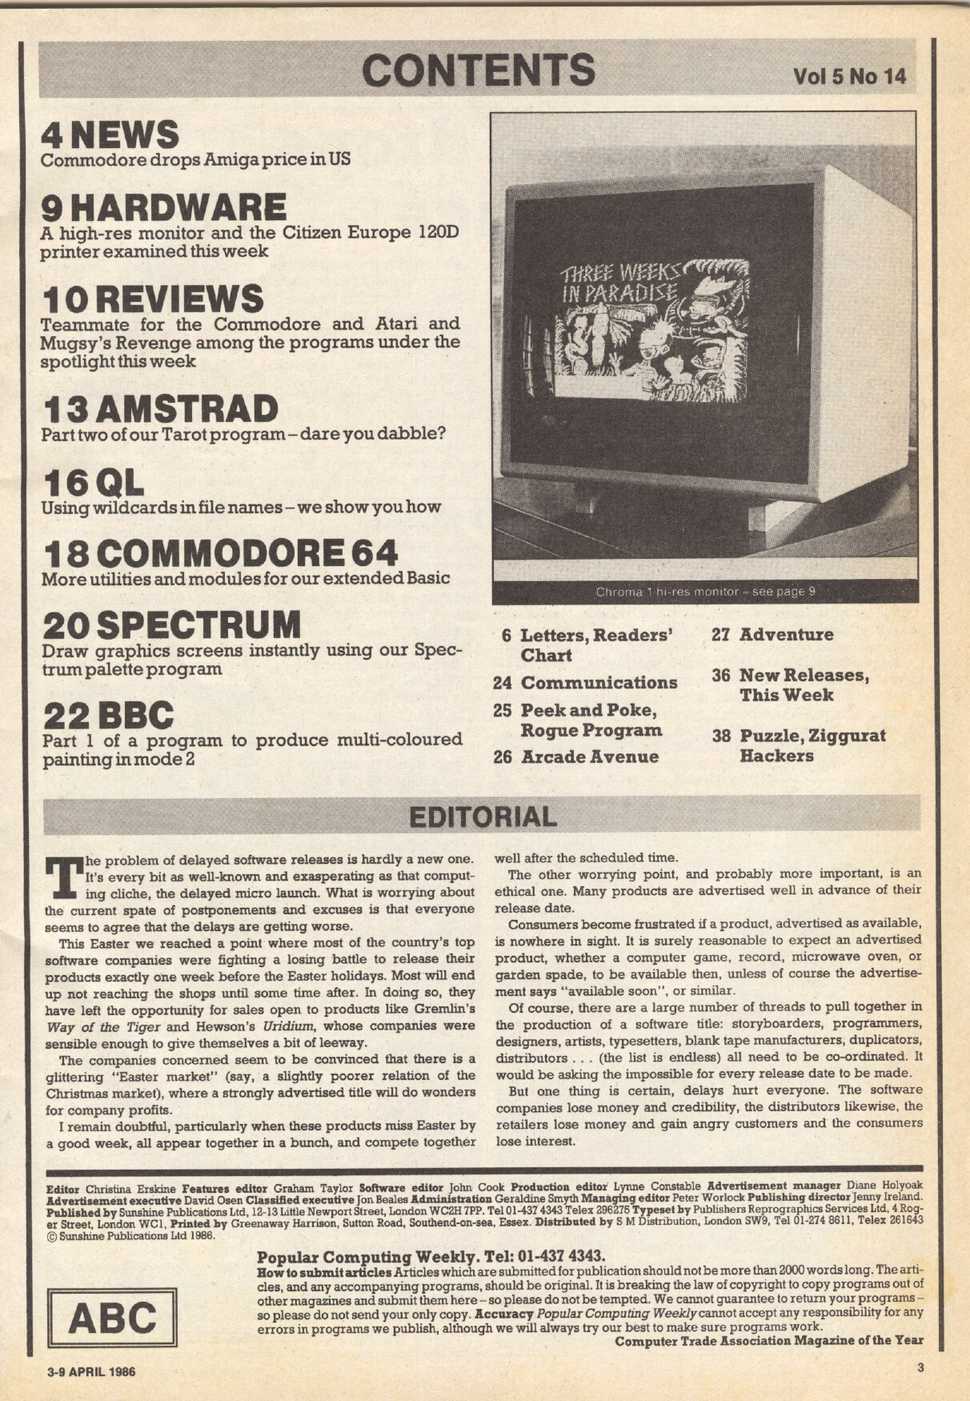 CONTENTS
Vol 5 No 14
4 NEWS
Commodore drops Amiga price in US
9 HARDWARE
A high-res monitor and the Citizen Europe 120D
printer examined this week
10 REVIEWS
Teammate for the Commodore and Atari and
Mugsy's Revenge among the programs under the
spotlight this week
13 AMSTRAD
Part two of our Tarot program – dare you dabble?
16 QL
Using wildcards in file names – we show you how
18 COMMODORE 64
More utilities and modules for our extended Basic
20 SPECTRUM
Draw graphics screens instantly using our Spec-
trum palette program
22 BBC
Part 1 of a program to produce multi-coloured
painting in mode 2
THREE WEEKS
IN PARADISE
Chroma 1 hi-res monitor – see page 9
6 Letters, Readers'
Chart
24 Communications
25 Peek and Poke,
Rogue Program
26 Arcade Avenue
27 Adventure
36 New Releases,
This Week
38 Puzzle, Ziggurat
Hackers
EDITORIAL
The problem of delayed software releases is hardly a new one.
It's every bit as well-known and exasperating as that comput-
ing cliche, the delayed micro launch. What is worrying about
the current spate of postponements and excuses is that everyone
seems to agree that the delays are getting worse.
This Easter we reached a point where most of the country's top
software companies were fighting a losing battle to release their
products exactly one week before the Easter holidays. Most will end
up not reaching the shops until some time after. In doing so, they
have left the opportunity for sales open to products like Gremlin's
Way of the Tiger and Hewson's Uridium, whose companies were
sensible enough to give themselves a bit of leeway.
The companies concerned seem to be convinced that there is a
glittering "Easter market" (say, a slightly poorer relation of the
Christmas market), where a strongly advertised title will do wonders
for company profits.
I remain doubtful, particularly when these products miss Easter by
a good week, all appear together in a bunch, and compete together
well after the scheduled time.
The other worrying point, and probably more important, is an
ethical one. Many products are advertised well in advance of their
release date.
Consumers become frustrated if a product, advertised as available,
is nowhere in sight. It is surely reasonable to expect an advertised
product, whether a computer game, record, microwave oven, or
garden spade, to be available then, unless of course the advertise-
ment says "available soon", or similar.
Of course, there are a large number of threads to pull together in
the production of a software title: storyboarders, programmers,
designers, artists, typesetters, blank tape manufacturers, duplicators,
distributors . . . (the list is endless) all need to be co-ordinated. It
would be asking the impossible for every release date to be made.
But one thing is certain, delays hurt everyone. The software
companies lose money and credibility, the distributors likewise, the
retailers lose money and gain angry customers and the consumers
lose interest.
Editor Christina Erskine Features editor Graham Taylor Software editor John Cook Production editor Lynne Constable Advertisement manager Diane Holyoak
Advertisement executive David Osen Classified executive Jon Beales Administration Geraldine Smyth Managing editor Peter Worlock Publishing director Jenny Ireland.
Published by Sunshine Publications Ltd, 12-13 Little Newport Street, London WC2H 7PP. Tel 01-437 4343 Telex 296275 Typeset by Publishers Reprographics Services Ltd, 4 Rog-
er Street, London WC1, Printed by Greenaway Harrison, Sutton Road, Southend-on-sea, Essex. Distributed by S M Distribution, London SW9, Tel 01-274 8611, Telex 261643
© Sunshine Publications Ltd 1986.
Popular Computing Weekly. Tel: 01-437 4343.
How to submit articles Articles which are submitted for publication should not be more than 2000 words long. The arti-
cles, and any accompanying programs, should be original. It is breaking the law of copyright to copy programs out of
other magazines and submit them here – so please do not be tempted. We cannot guarantee to return your programs –
so please do not send your only copy. Accuracy Popular Computing Weekly cannot accept any responsibility for any
errors in programs we publish, although we will always try our best to make sure programs work.
Computer Trade Association Magazine of the Year
ABC
3-9 APRIL 1986
3